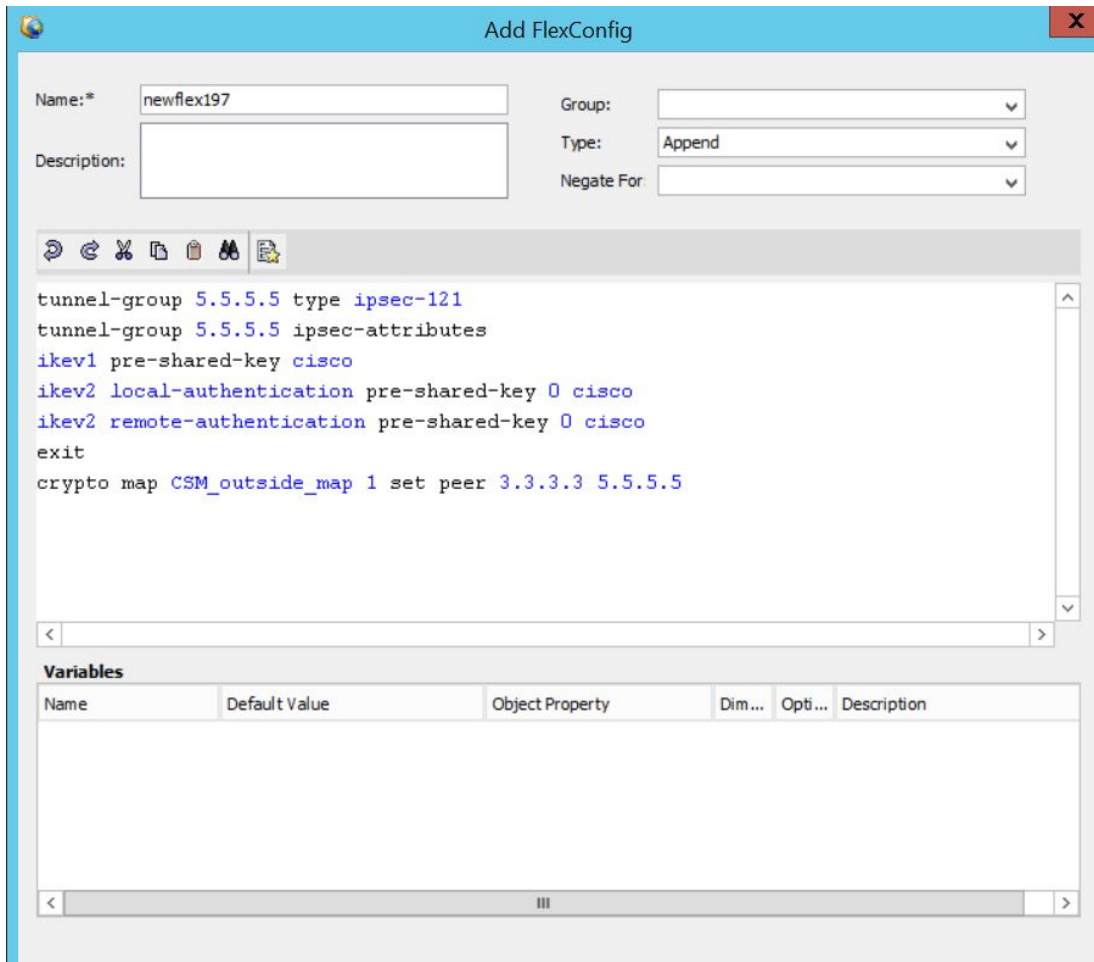 Add FlexConfig
X
Name:* newflex197
Group:
Description:
Type: Append
Negate For:
tunnel-group 5.5.5.5 type ipsec-121
tunnel-group 5.5.5.5 ipsec-attributes
ikev1 pre-shared-key cisco
ikev2 local-authentication pre-shared-key 0 cisco
ikev2 remote-authentication pre-shared-key 0 cisco
exit
crypto map CSM_outside_map 1 set peer 3.3.3.3 5.5.5.5
Variables
Name Default Value Object Property Dim... Opti... Description